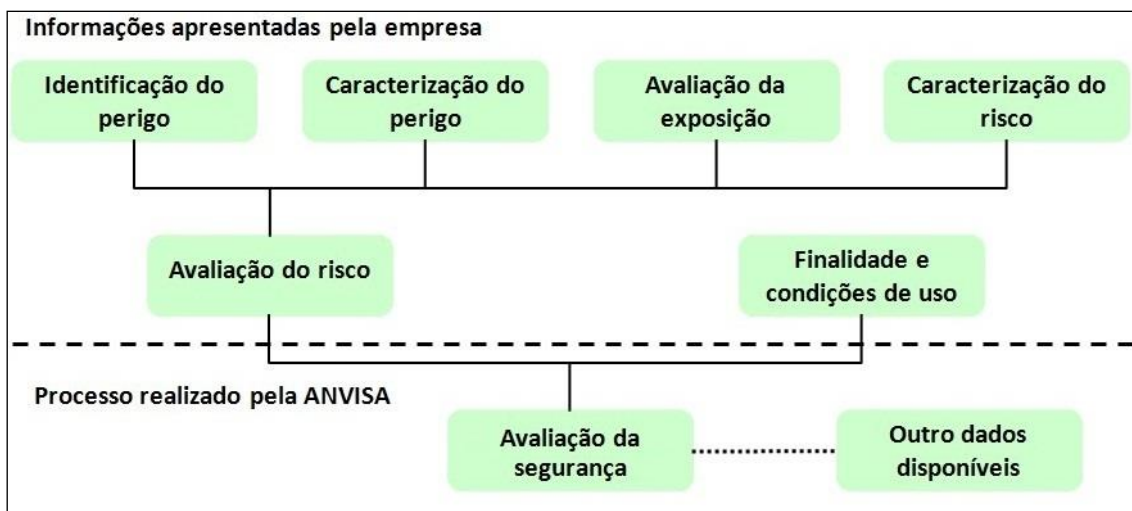 Informações apresentadas pela empresa
Identificação do
perigo
Caracterização do
perigo
Avaliação da
exposição
Caracterização do
risco
Avaliação do risco
Finalidade e
condições de uso
Processo realizado pela ANVISA
Avaliação da
segurança
Outro dados
disponíveis